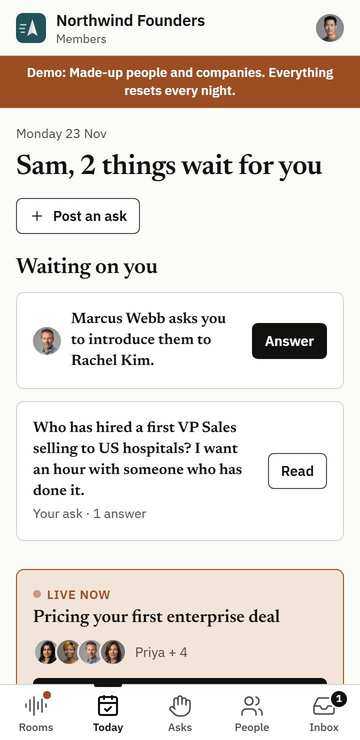 Northwind Founders
Members
Demo: Made-up people and companies. Everything
resets every night.
Monday 23 Nov
Sam, 2 things wait for you
+ Post an ask
Waiting on you
Marcus Webb asks you
to introduce them to
Rachel Kim.
Answer
Who has hired a first VP Sales
selling to US hospitals? I want
an hour with someone who has
done it.
Your ask · 1 answer
Read
LIVE NOW
Pricing your first enterprise deal
Priya + 4
Rooms
Today
Asks
People
1
Inbox